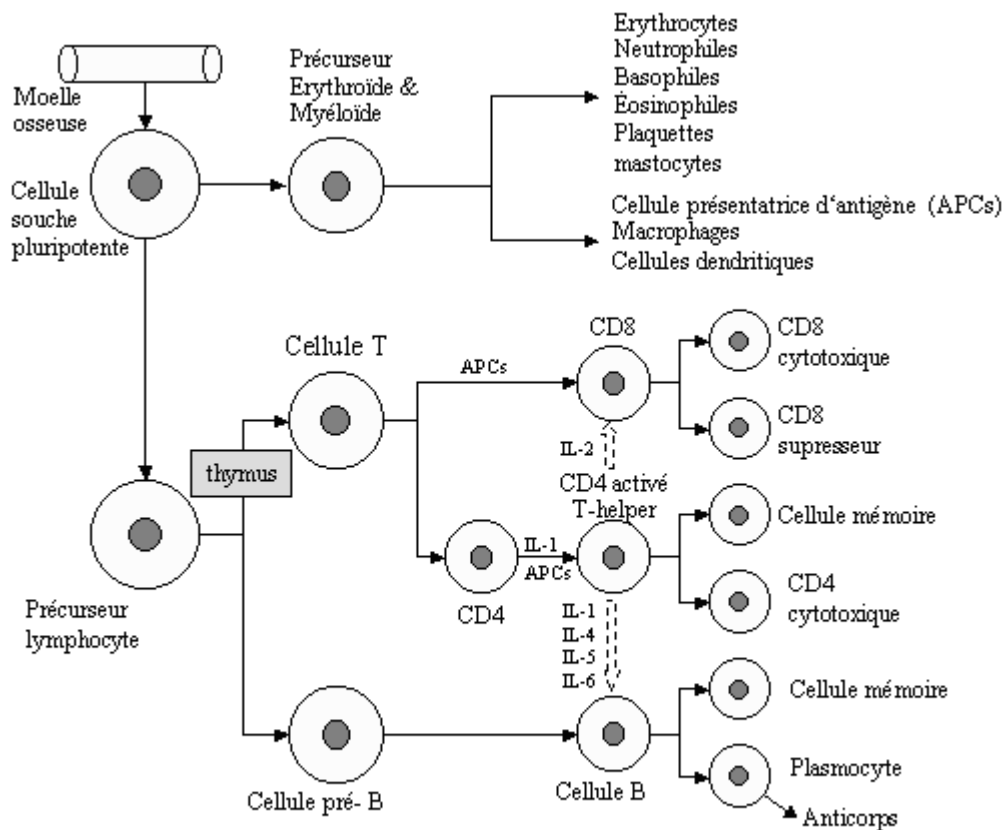 Moelle
osseuse
Cellule
souche
pluripotente
Précurseur
Erythroïde &
Myéloïde
Erythrocytes
Neutrophiles
Basophiles
Éosinophiles
Plaquettes
mastocytes
Cellule présentatrice d'antigène (APCs)
Macrophages
Cellules dendritiques
Cellule T
APCs
CD8
CD8
cytotoxique
CD8
supresseur
thymus
IL-2
CD4 activé
T-helper
Précurseur
lymphocyte
CD4
IL-1
APCs
Cellule mémoire
CD4
cytotoxique
IL-1
IL-4
IL-5
IL-6
Cellule pré- B
Cellule B
Cellule mémoire
Plasmocyte
Anticorps